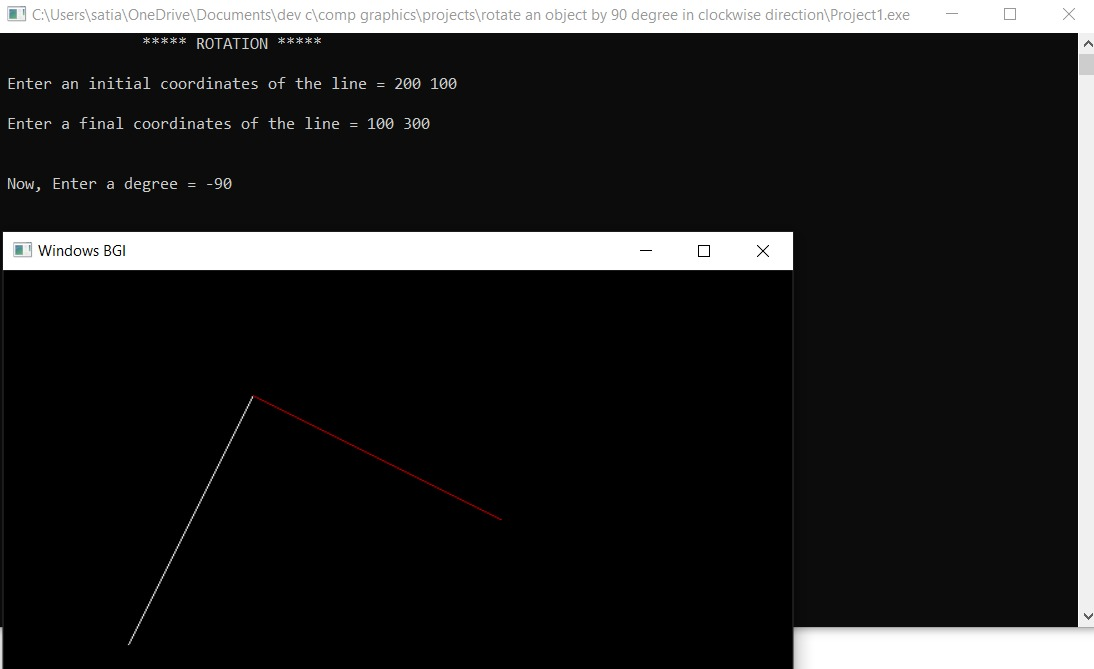 C:\Users\satia\OneDrive\Documents\dev c\comp graphics\projects\rotate an object by 90 degree in clockwise direction\Project1.exe
***** ROTATION *****
Enter an initial coordinates of the line = 200 100
Enter a final coordinates of the line = 100 300
Now, Enter a degree = -90
Windows BGI